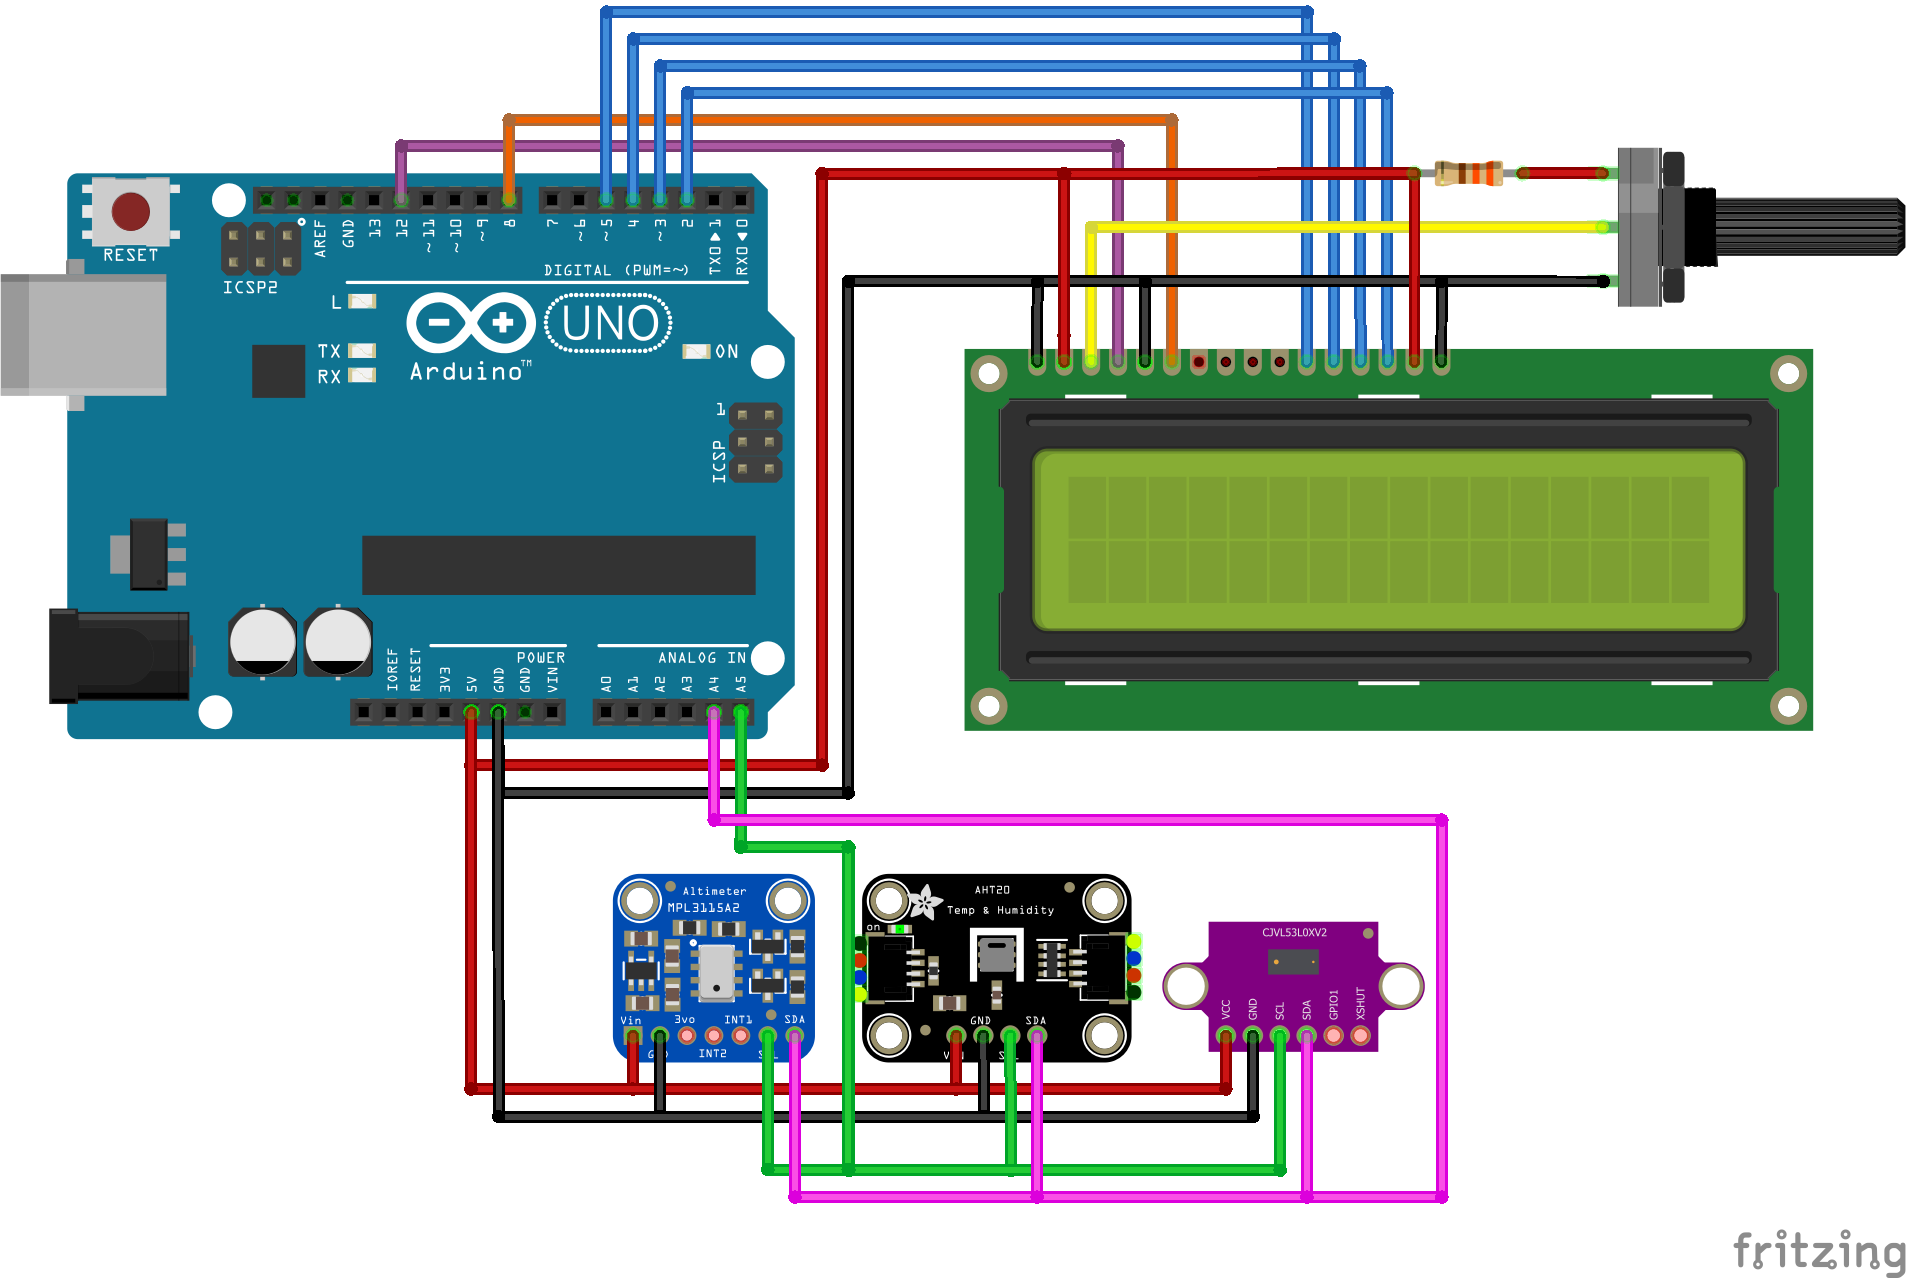 RESET
ICSP2
AREF
GND
13
12
~11
~10
~9
8
7
~6
~5
4
~3
2
TX0▶1
RX0◀0
DIGITAL (PWM=~)
L
TX
RX
UNO
ON
Arduino™
1
ICSP
IOREF
RESET
3V3
5V
GND
GND
VIN
POWER
ANALOG IN
A0
A1
A2
A3
A4
A5
Altimeter
MPL3115A2
Vin
3vo
INT1
SDA
INT2
AHT20
Temp & Humidity
on
GND
SDA
CJVL53L0XV2
VCC
GND
SCL
SDA
GPIO1
XSHUT
fritzing